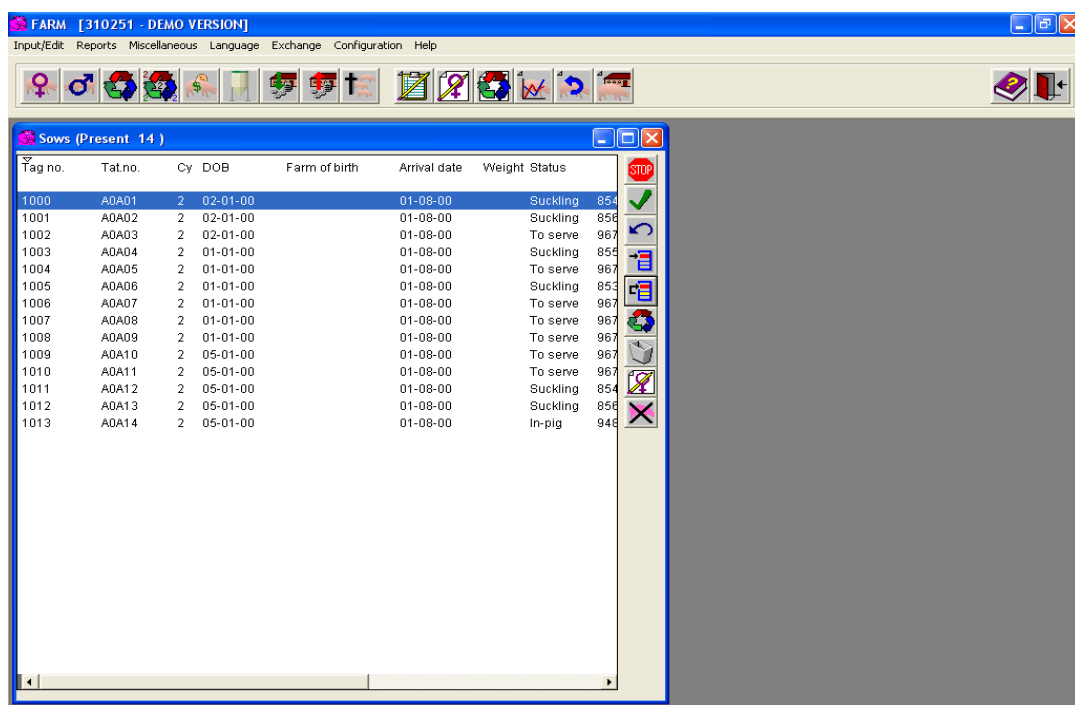 FARM [310251 - DEMO VERSION]
Input/Edit Reports Miscellaneous Language Exchange Configuration Help
Sows (Present 14 )
Tag no. Tat.no. Cy DOB Farm of birth Arrival date Weight Status
STOP
1000 A0A01 2 02-01-00 01-08-00 Suckling 854
1001 A0A02 2 02-01-00 01-08-00 Suckling 856
1002 A0A03 2 02-01-00 01-08-00 To serve 967
1003 A0A04 2 01-01-00 01-08-00 Suckling 855
1004 A0A05 2 01-01-00 01-08-00 To serve 967
1005 A0A06 2 01-01-00 01-08-00 Suckling 853
1006 A0A07 2 01-01-00 01-08-00 To serve 967
1007 A0A08 2 01-01-00 01-08-00 To serve 967
1008 A0A09 2 01-01-00 01-08-00 To serve 967
1009 A0A10 2 05-01-00 01-08-00 To serve 967
1010 A0A11 2 05-01-00 01-08-00 To serve 967
1011 A0A12 2 05-01-00 01-08-00 Suckling 854
1012 A0A13 2 05-01-00 01-08-00 Suckling 856
1013 A0A14 2 05-01-00 01-08-00 In-pig 948